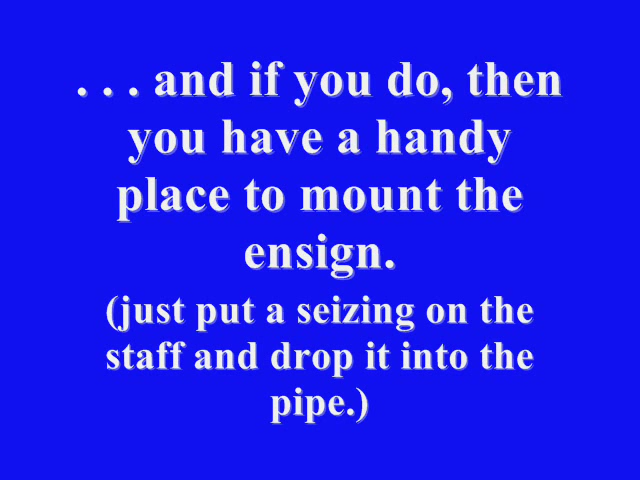 . . . and if you do, then
you have a handy
place to mount the
ensign.
(just put a seizing on the
staff and drop it into the
pipe.)